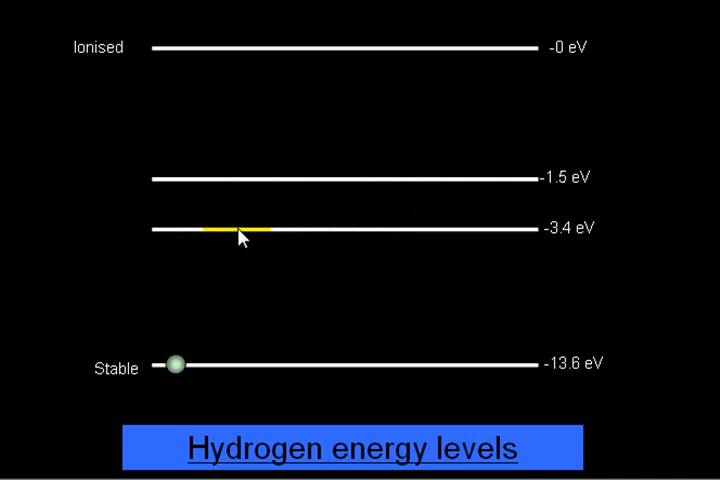 Ionised -0 eV
-1.5 eV
-3.4 eV
Stable -13.6 eV
Hydrogen energy levels